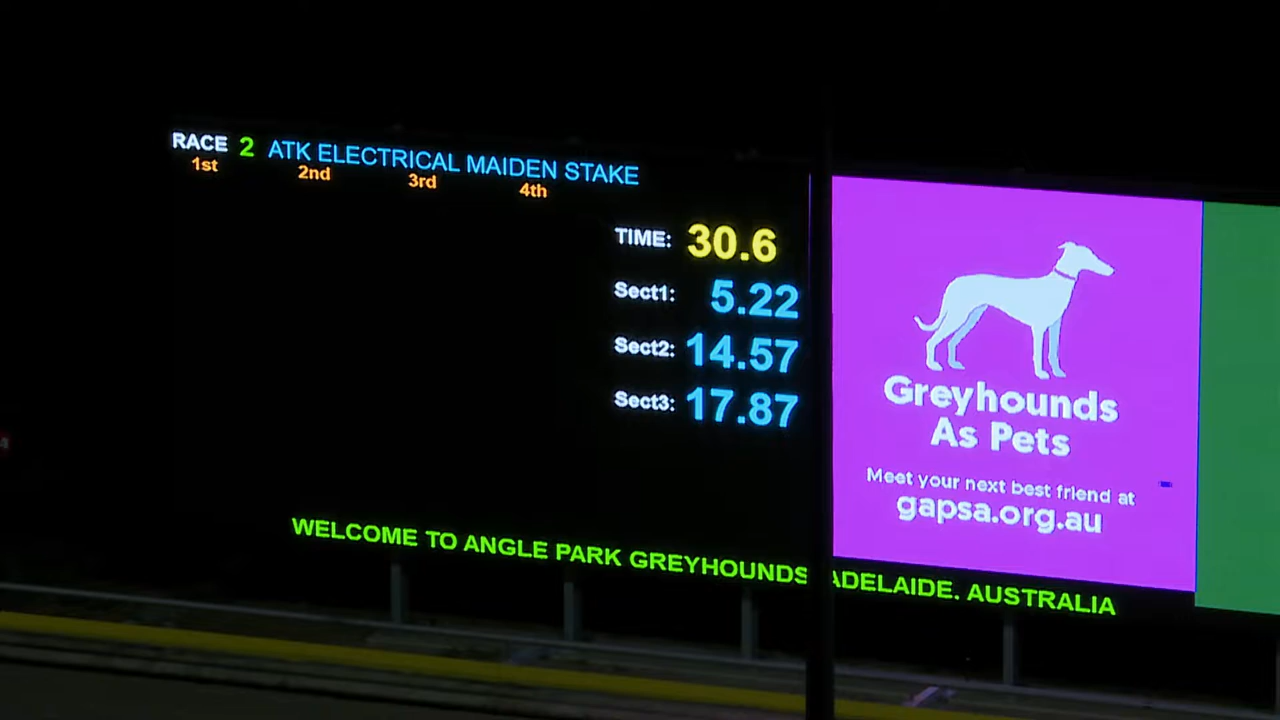 RACE 2 ATK ELECTRICAL MAIDEN STAKE
1st 2nd 3rd 4th
TIME: 30.6
Sect1: 5.22
Sect2: 14.57
Sect3: 17.87
Greyhounds
As Pets
Meet your next best friend at
gapsa.org.au
WELCOME TO ANGLE PARK GREYHOUNDS ADELAIDE. AUSTRALIA
4